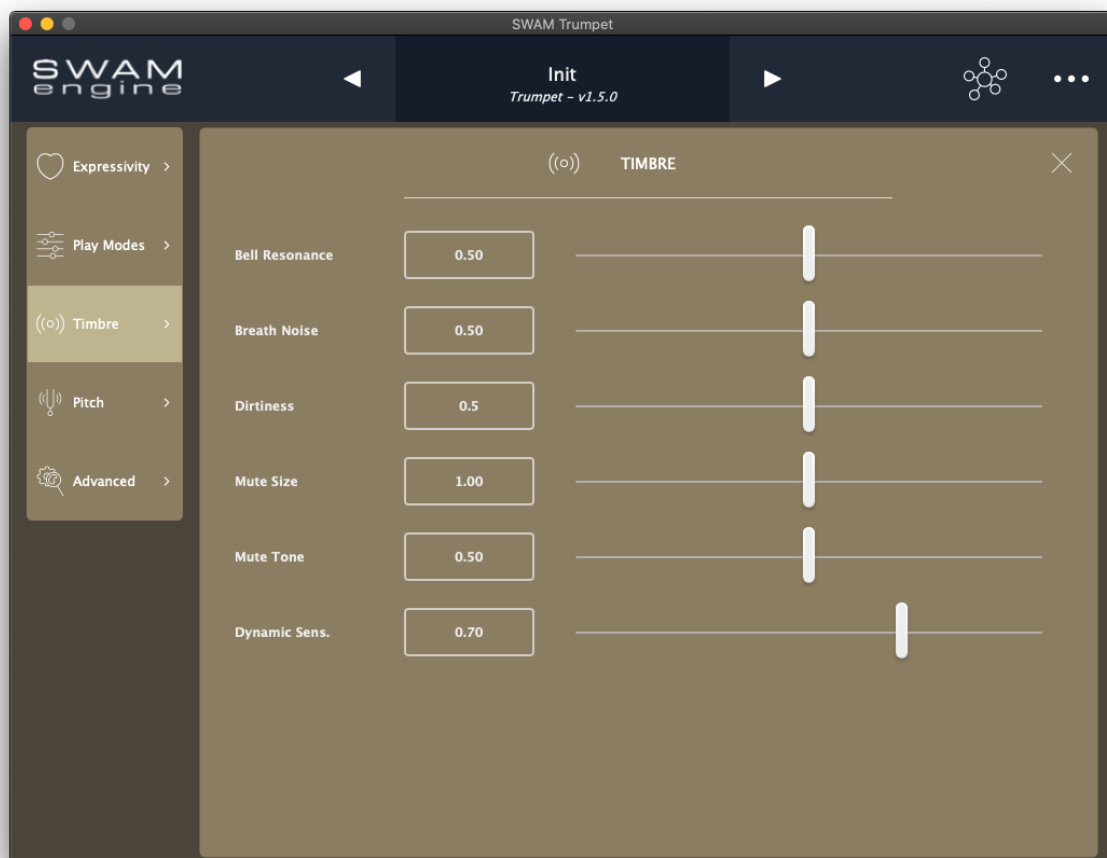 SWAM Trumpet
SWAM
engine
Init
Trumpet – v1.5.0
Expressivity
Play Modes
Timbre
Pitch
Advanced
TIMBRE
Bell Resonance 0.50
Breath Noise 0.50
Dirtiness 0.5
Mute Size 1.00
Mute Tone 0.50
Dynamic Sens. 0.70